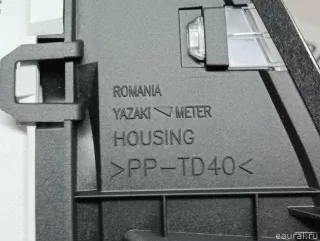 ROMANIA
YAZAKI METER
HOUSING
>PP-TD40<
eaural.ru